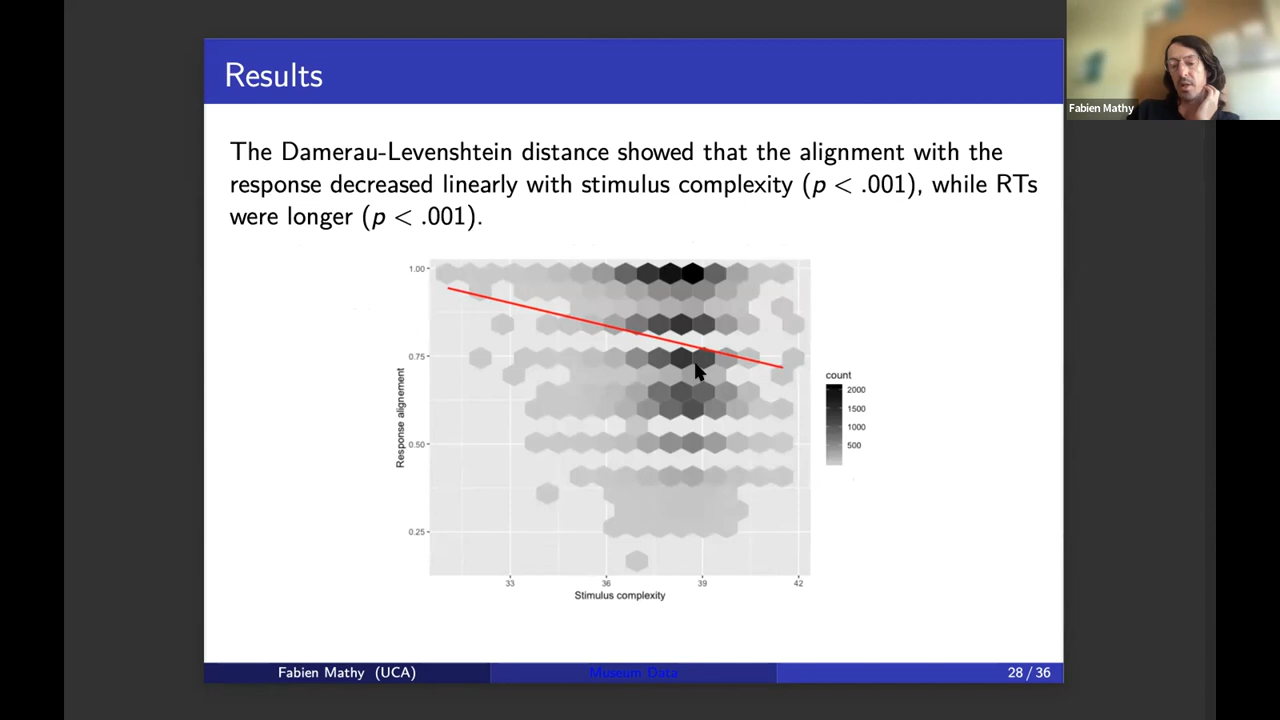 Results
Fabien Mathy
The Damerau-Levenshtein distance showed that the alignment with the
response decreased linearly with stimulus complexity (p < .001), while RTs
were longer (p < .001).
1.00
0.75
0.50
0.25
Response alignement
33
36
39
42
Stimulus complexity
count
2000
1500
1000
500
Fabien Mathy (UCA)
Museum Data
28 / 36